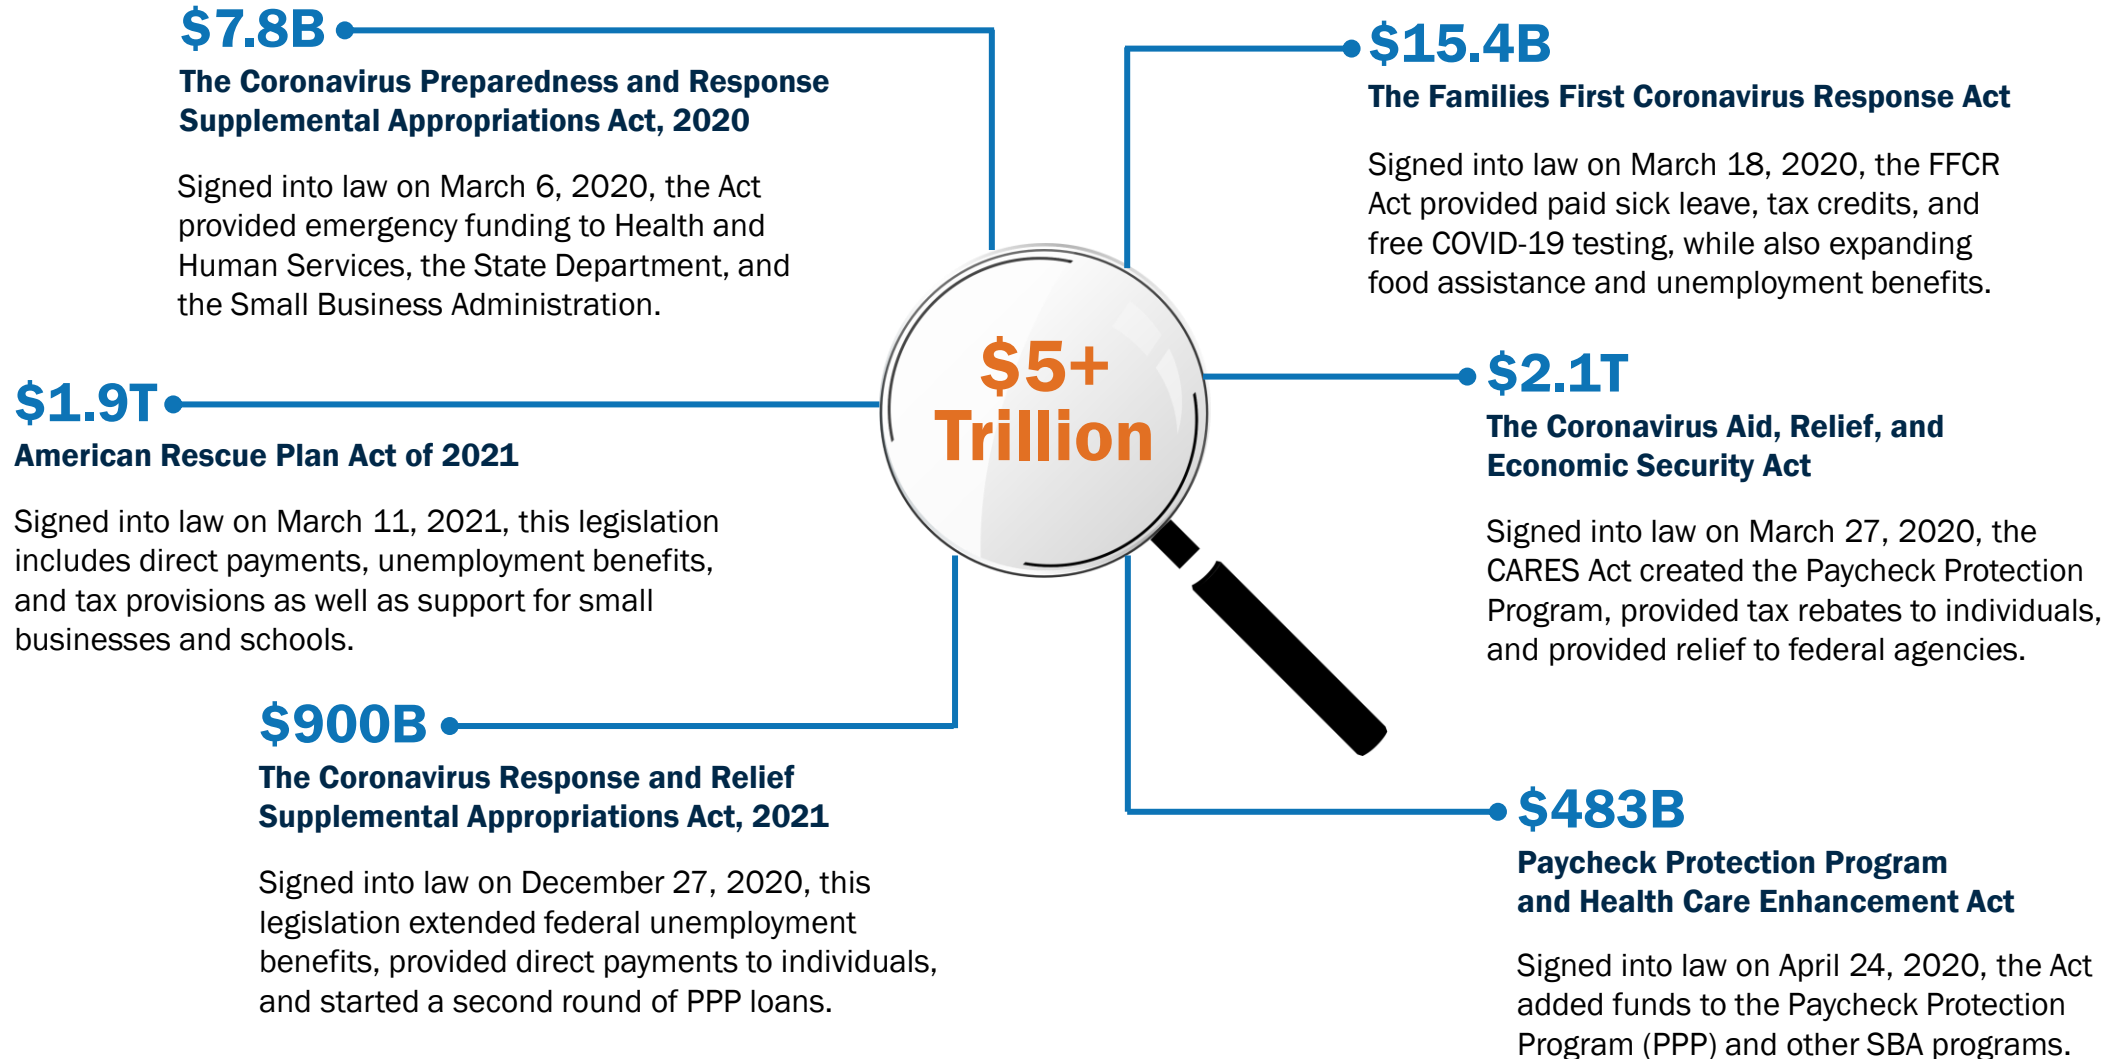 $7.8B
The Coronavirus Preparedness and Response
Supplemental Appropriations Act, 2020
Signed into law on March 6, 2020, the Act
provided emergency funding to Health and
Human Services, the State Department, and
the Small Business Administration.
$15.4B
The Families First Coronavirus Response Act
Signed into law on March 18, 2020, the FFCR
Act provided paid sick leave, tax credits, and
free COVID-19 testing, while also expanding
food assistance and unemployment benefits.
$5+
Trillion
$1.9T
American Rescue Plan Act of 2021
Signed into law on March 11, 2021, this legislation
includes direct payments, unemployment benefits,
and tax provisions as well as support for small
businesses and schools.
$2.1T
The Coronavirus Aid, Relief, and
Economic Security Act
Signed into law on March 27, 2020, the
CARES Act created the Paycheck Protection
Program, provided tax rebates to individuals,
and provided relief to federal agencies.
$900B
The Coronavirus Response and Relief
Supplemental Appropriations Act, 2021
Signed into law on December 27, 2020, this
legislation extended federal unemployment
benefits, provided direct payments to individuals,
and started a second round of PPP loans.
$483B
Paycheck Protection Program
and Health Care Enhancement Act
Signed into law on April 24, 2020, the Act
added funds to the Paycheck Protection
Program (PPP) and other SBA programs.